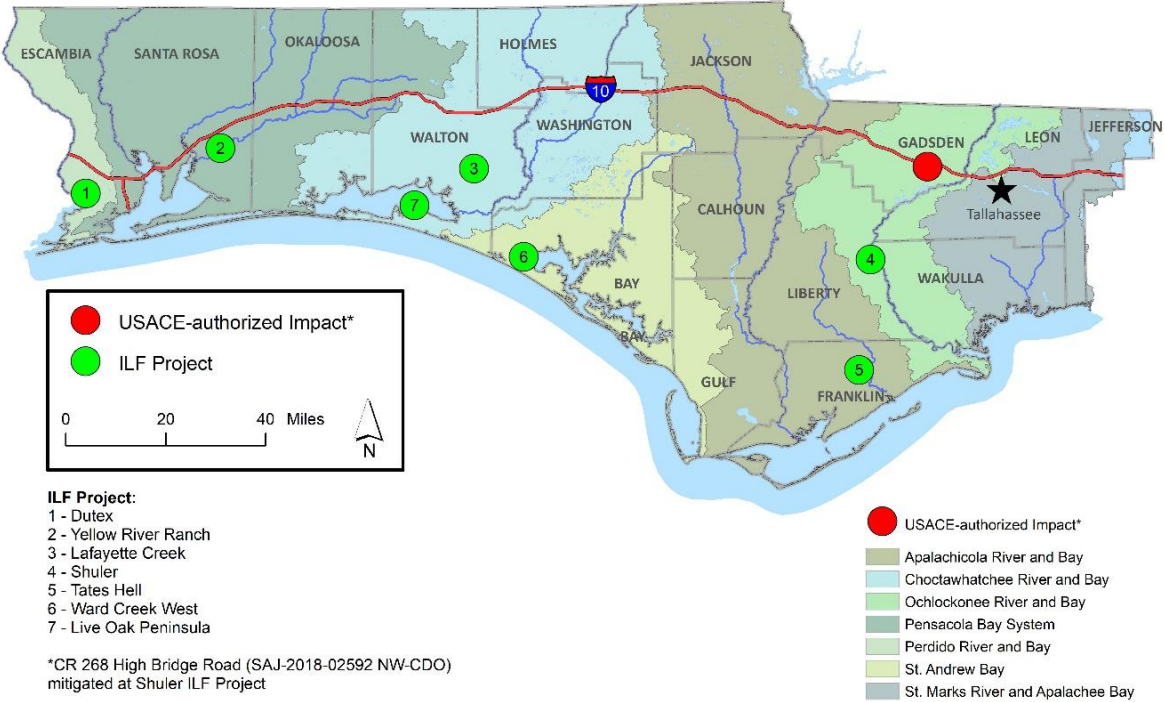 ESCAMBIA
SANTA ROSA
OKALOOSA
HOLMES
JACKSON
10
WALTON
WASHINGTON
GADSDEN
LEON
JEFFERSON
1
2
3
7
Tallahassee
CALHOUN
6
4
WAKULLA
BAY
LIBERTY
BAY
GULF
5
FRANKLIN
USACE-authorized Impact*
ILF Project
0 20 40 Miles
N
ILF Project:
1 - Dutex
2 - Yellow River Ranch
3 - Lafayette Creek
4 - Shuler
5 - Tates Hell
6 - Ward Creek West
7 - Live Oak Peninsula
*CR 268 High Bridge Road (SAJ-2018-02592 NW-CDO)
mitigated at Shuler ILF Project
USACE-authorized Impact*
Apalachicola River and Bay
Choctawhatchee River and Bay
Ochlockonee River and Bay
Pensacola Bay System
Perdido River and Bay
St. Andrew Bay
St. Marks River and Apalachee Bay